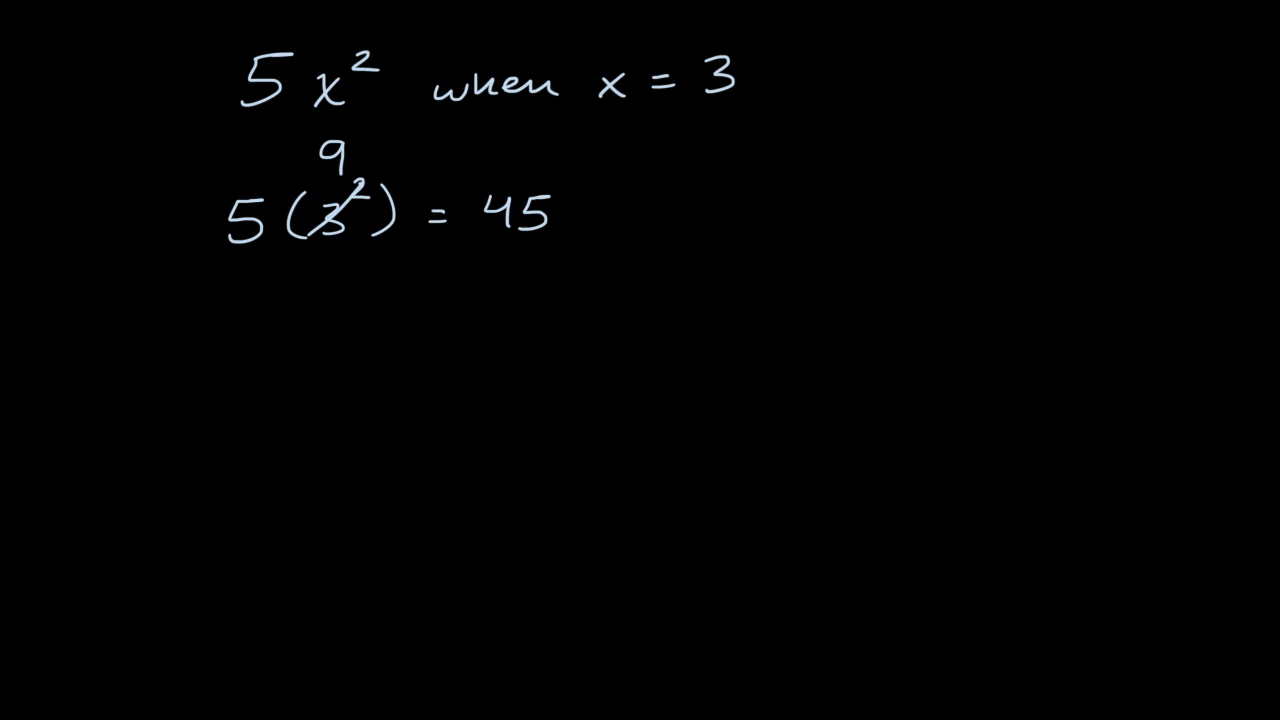 5x² when x = 3
9
5(3²) = 45